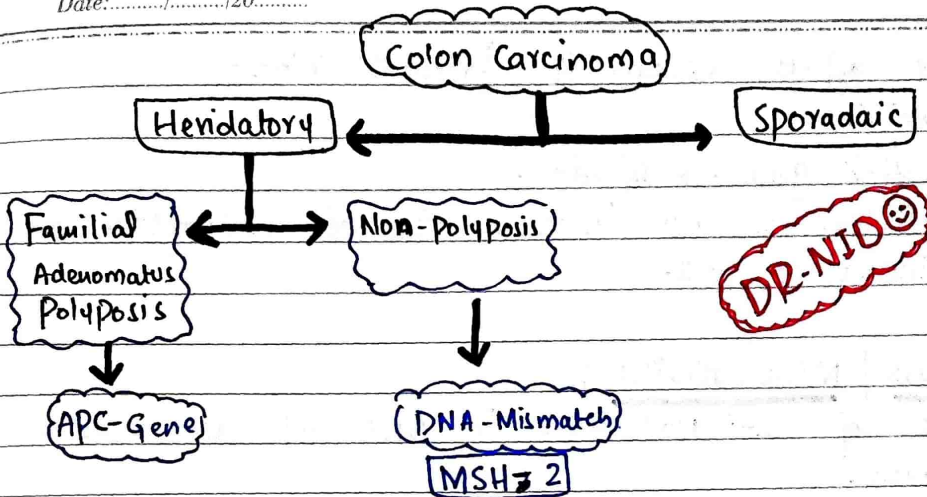 Date:........../........../20..........
Colon Carcinoma
Heridatory
Sporadaic
Familial
Adenomatus
Polyposis
Non-polyposis
DR-NID
APC-Gene
DNA-Mismatch
MSH-2